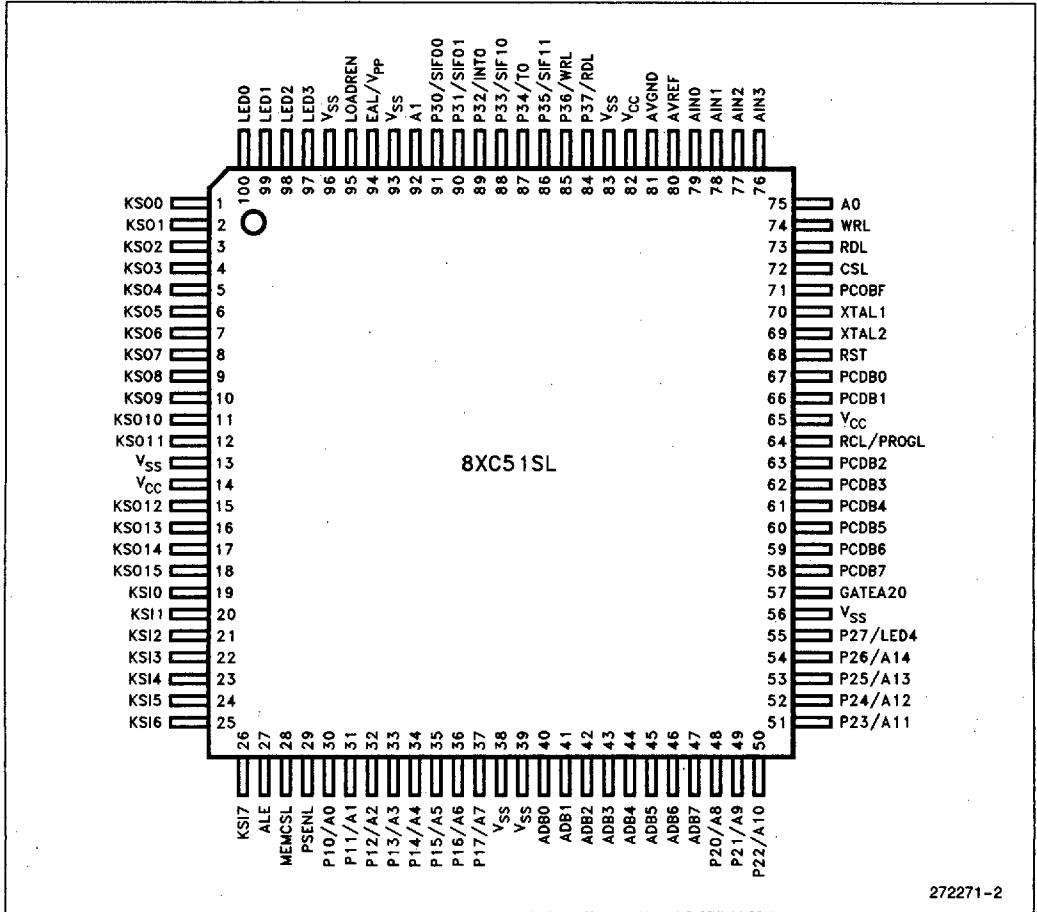 LED0
LED1
LED2
LED3
VSS
LOADREN
EAL/VPP
VSS
A1
P30/SIF00
P31/SIF01
P32/INT0
P33/SIF10
P34/T0
P35/SIF11
P36/WRL
P37/RDL
VSS
VCC
AVGND
AVREF
AIN0
AIN1
AIN2
AIN3
100
99
98
97
96
95
94
93
92
91
90
89
88
87
86
85
84
83
82
81
80
79
78
77
76
KSO0 1
KSO1 2
KSO2 3
KSO3 4
KSO4 5
KSO5 6
KSO6 7
KSO7 8
KSO8 9
KSO9 10
KSO10 11
KSO11 12
VSS 13
VCC 14
KSO12 15
KSO13 16
KSO14 17
KSO15 18
KSI0 19
KSI1 20
KSI2 21
KSI3 22
KSI4 23
KSI5 24
KSI6 25
8XC51SL
75 A0
74 WRL
73 RDL
72 CSL
71 PCOBF
70 XTAL1
69 XTAL2
68 RST
67 PCDB0
66 PCDB1
65 VCC
64 RCL/PROGL
63 PCDB2
62 PCDB3
61 PCDB4
60 PCDB5
59 PCDB6
58 PCDB7
57 GATEA20
56 VSS
55 P27/LED4
54 P26/A14
53 P25/A13
52 P24/A12
51 P23/A11
26
27
28
29
30
31
32
33
34
35
36
37
38
39
40
41
42
43
44
45
46
47
48
49
50
KSI7
ALE
MEMCSL
PSENL
P10/A0
P11/A1
P12/A2
P13/A3
P14/A4
P15/A5
P16/A6
P17/A7
VSS
VSS
ADB0
ADB1
ADB2
ADB3
ADB4
ADB5
ADB6
ADB7
P20/A8
P21/A9
P22/A10
272271-2